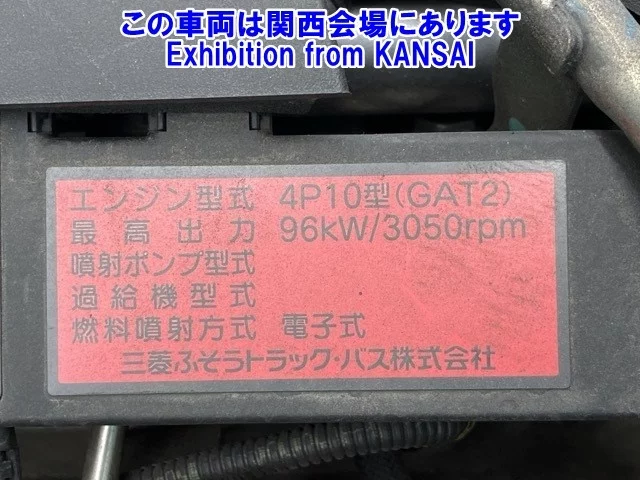 この車両は関西会場にあります
Exhibition from KANSAI
エンジン型式 4P10型(GAT2)
最高出力 96kW/3050rpm
噴射ポンプ型式
過給機型式
燃料噴射方式 電子式
三菱ふそうトラック・バス株式会社